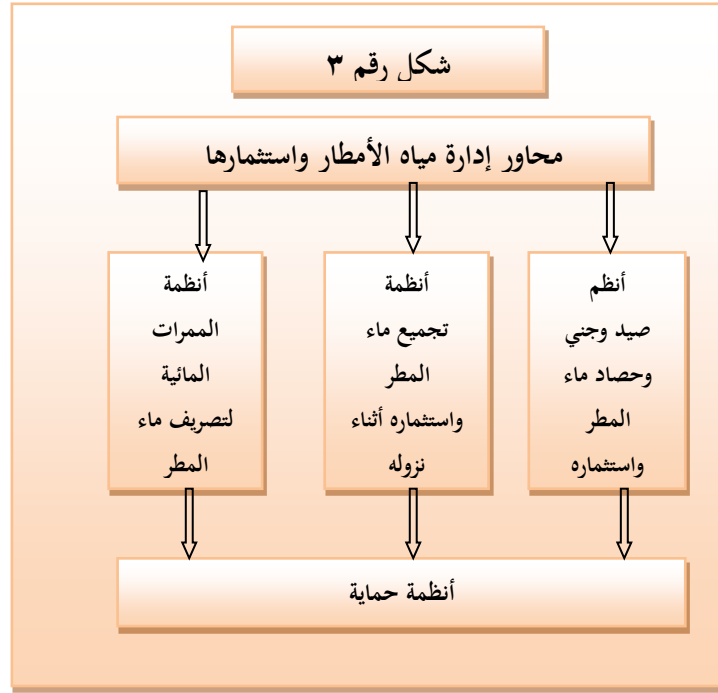 شكل رقم ٣
محاور إدارة مياه الأمطار واستثمارها
أنظم
صيد وجني
وحصاد ماء
المطر
واستثماره
أنظمة
تجميع ماء
المطر
واستثماره أثناء
نزوله
أنظمة
الممرات
المائية
لتصريف ماء
المطر
أنظمة حماية